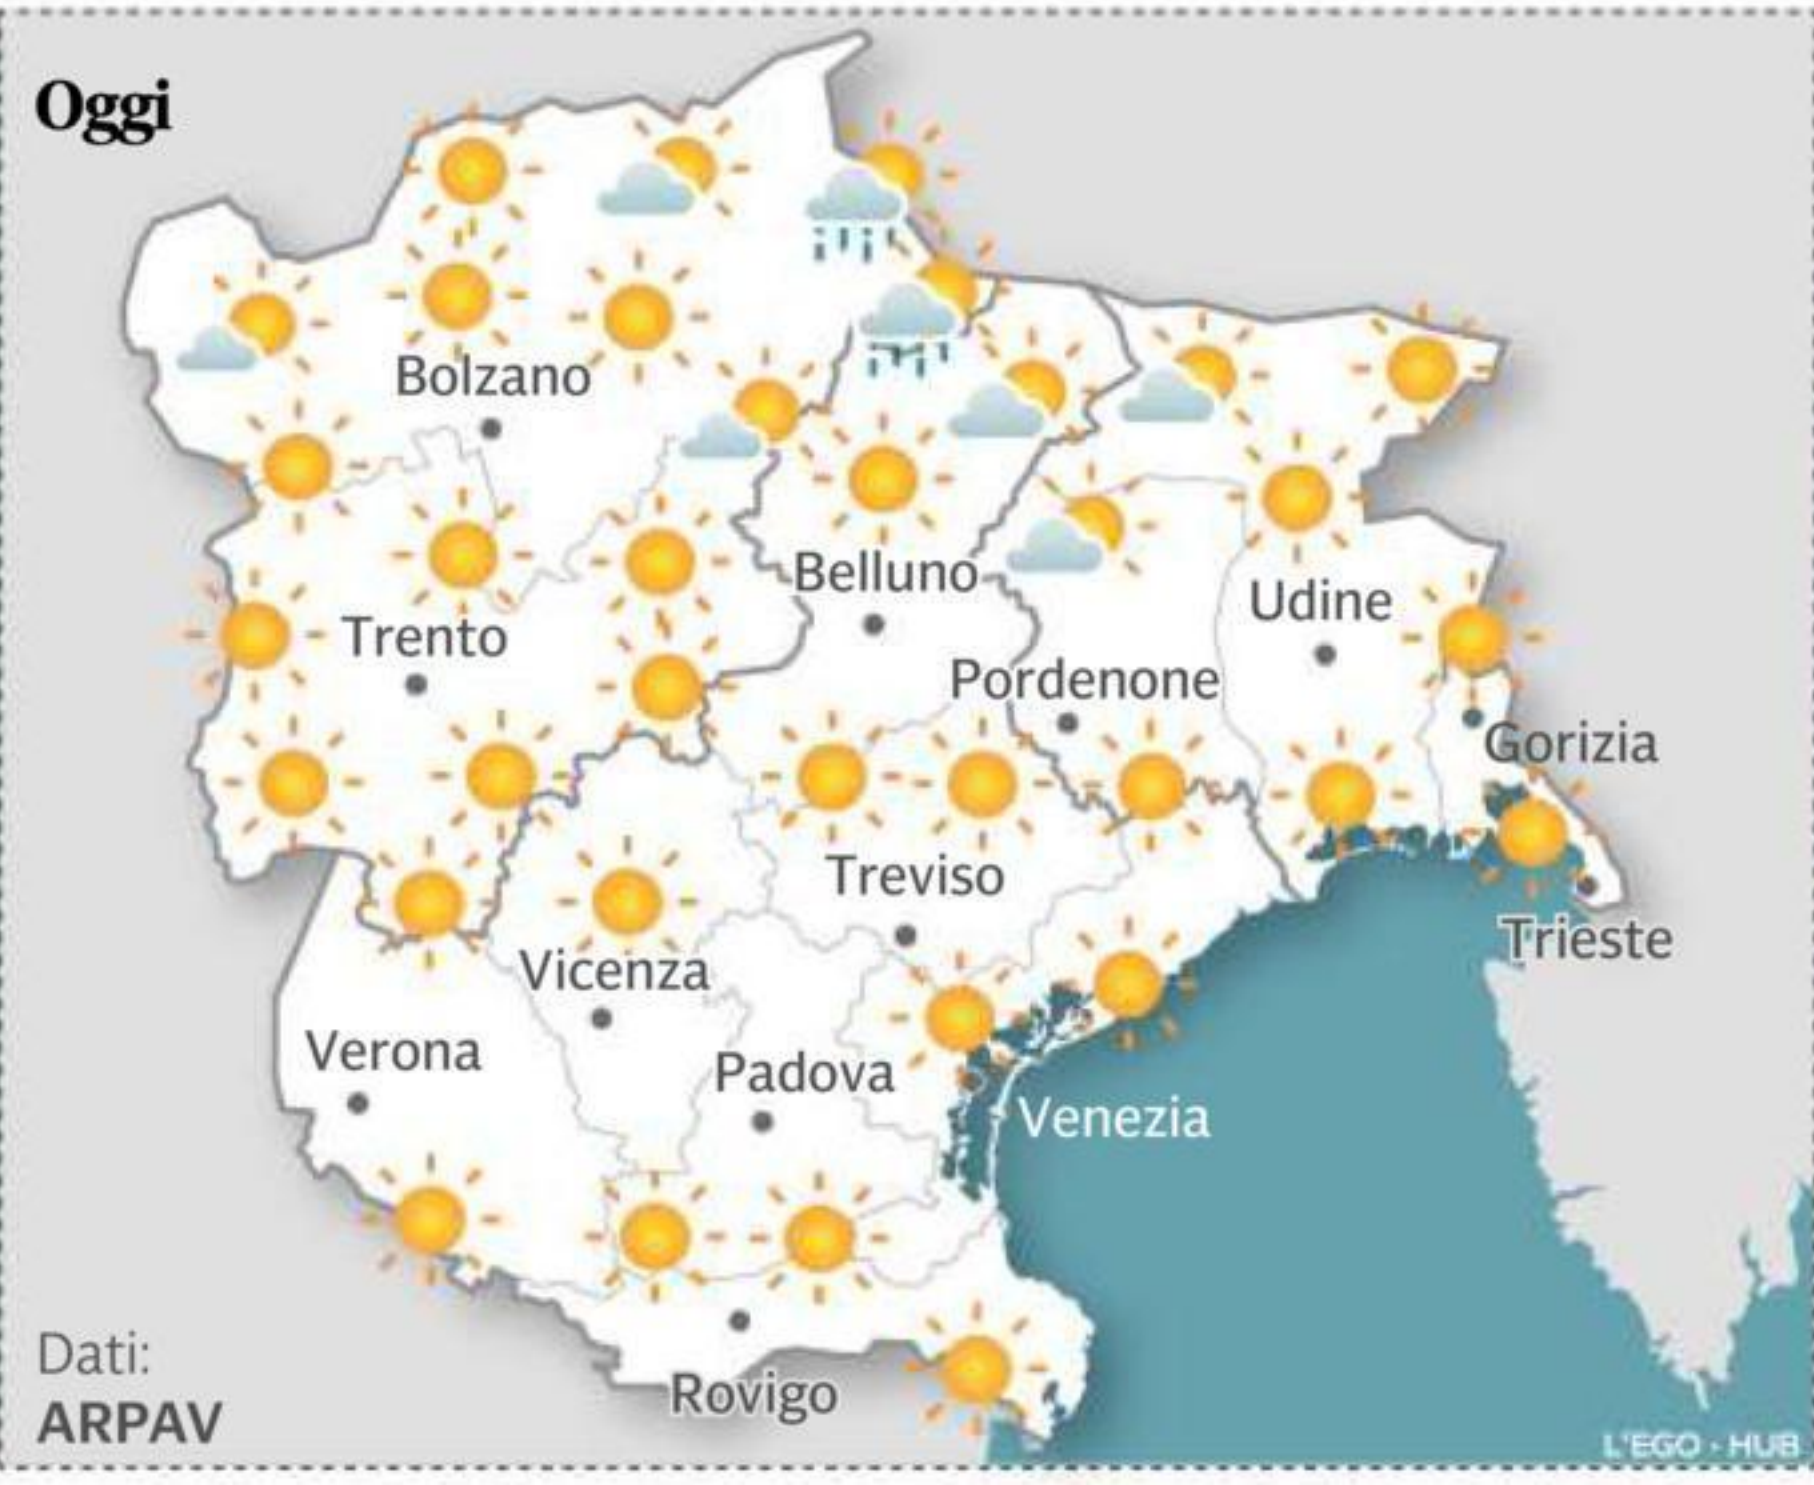 Oggi
Bolzano
Belluno
Udine
Trento
Pordenone
Gorizia
Treviso
Trieste
Vicenza
Verona
Padova
Venezia
Dati:
ARPAV
Rovigo
L'EGO - HUB